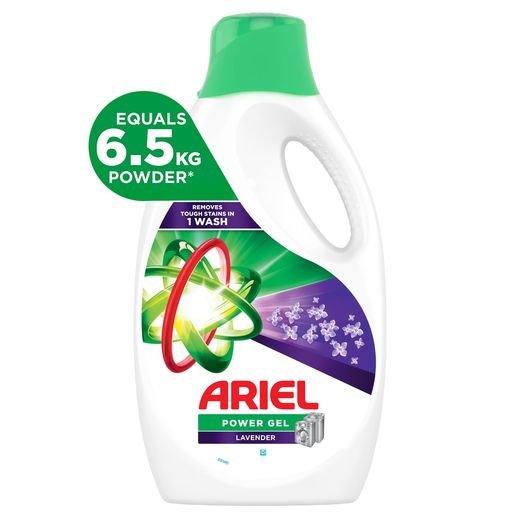 EQUALS
6.5KG
POWDER*
REMOVES
TOUGH STAINS IN
1 WASH
ARIEL
POWER GEL
LAVENDER